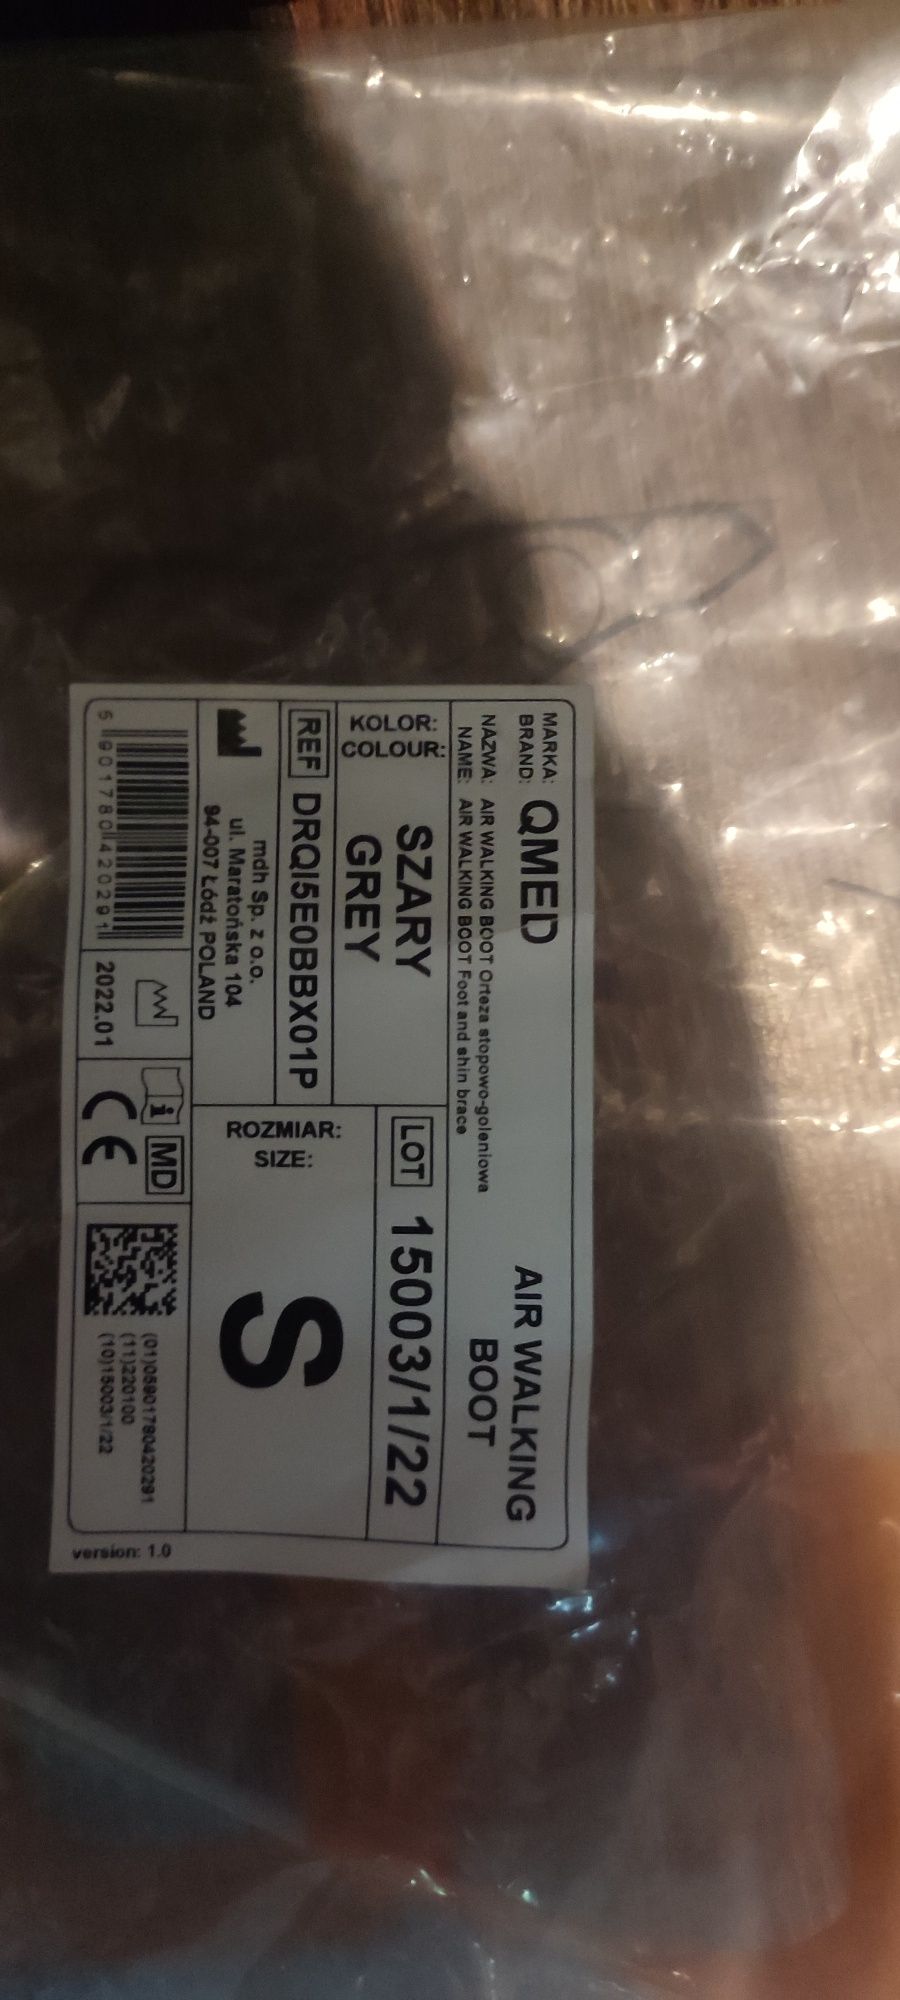 MARKA:
BRAND: QMED
AIR WALKING
BOOT
NAZWA: AIR WALKING BOOT Orteza stopowo-goleniowa
NAME: AIR WALKING BOOT Foot and shin brace
KOLOR:
COLOUR:
SZARY
GREY
LOT 15003/1/22
REF DRQI5E0BBX01P
ROZMIAR:
SIZE:
S
mdh Sp. z o.o.
ul. Maratońska 104
94-007 Łódź POLAND
5 901780 420291
2022.01
i MD
CE
(01)05901780420291
(11)220100
(10)15003/1/22
version: 1.0